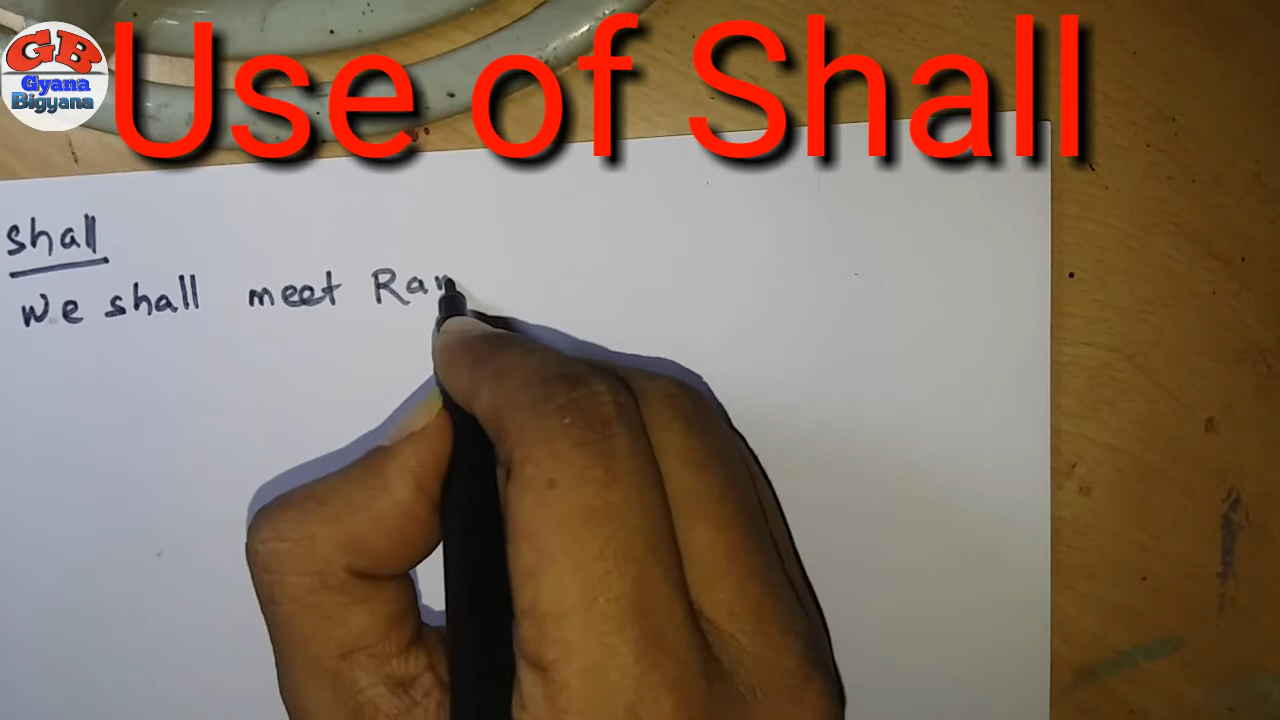 Use of Shall
GB
Gyana
Bigyana
shall
We shall meet